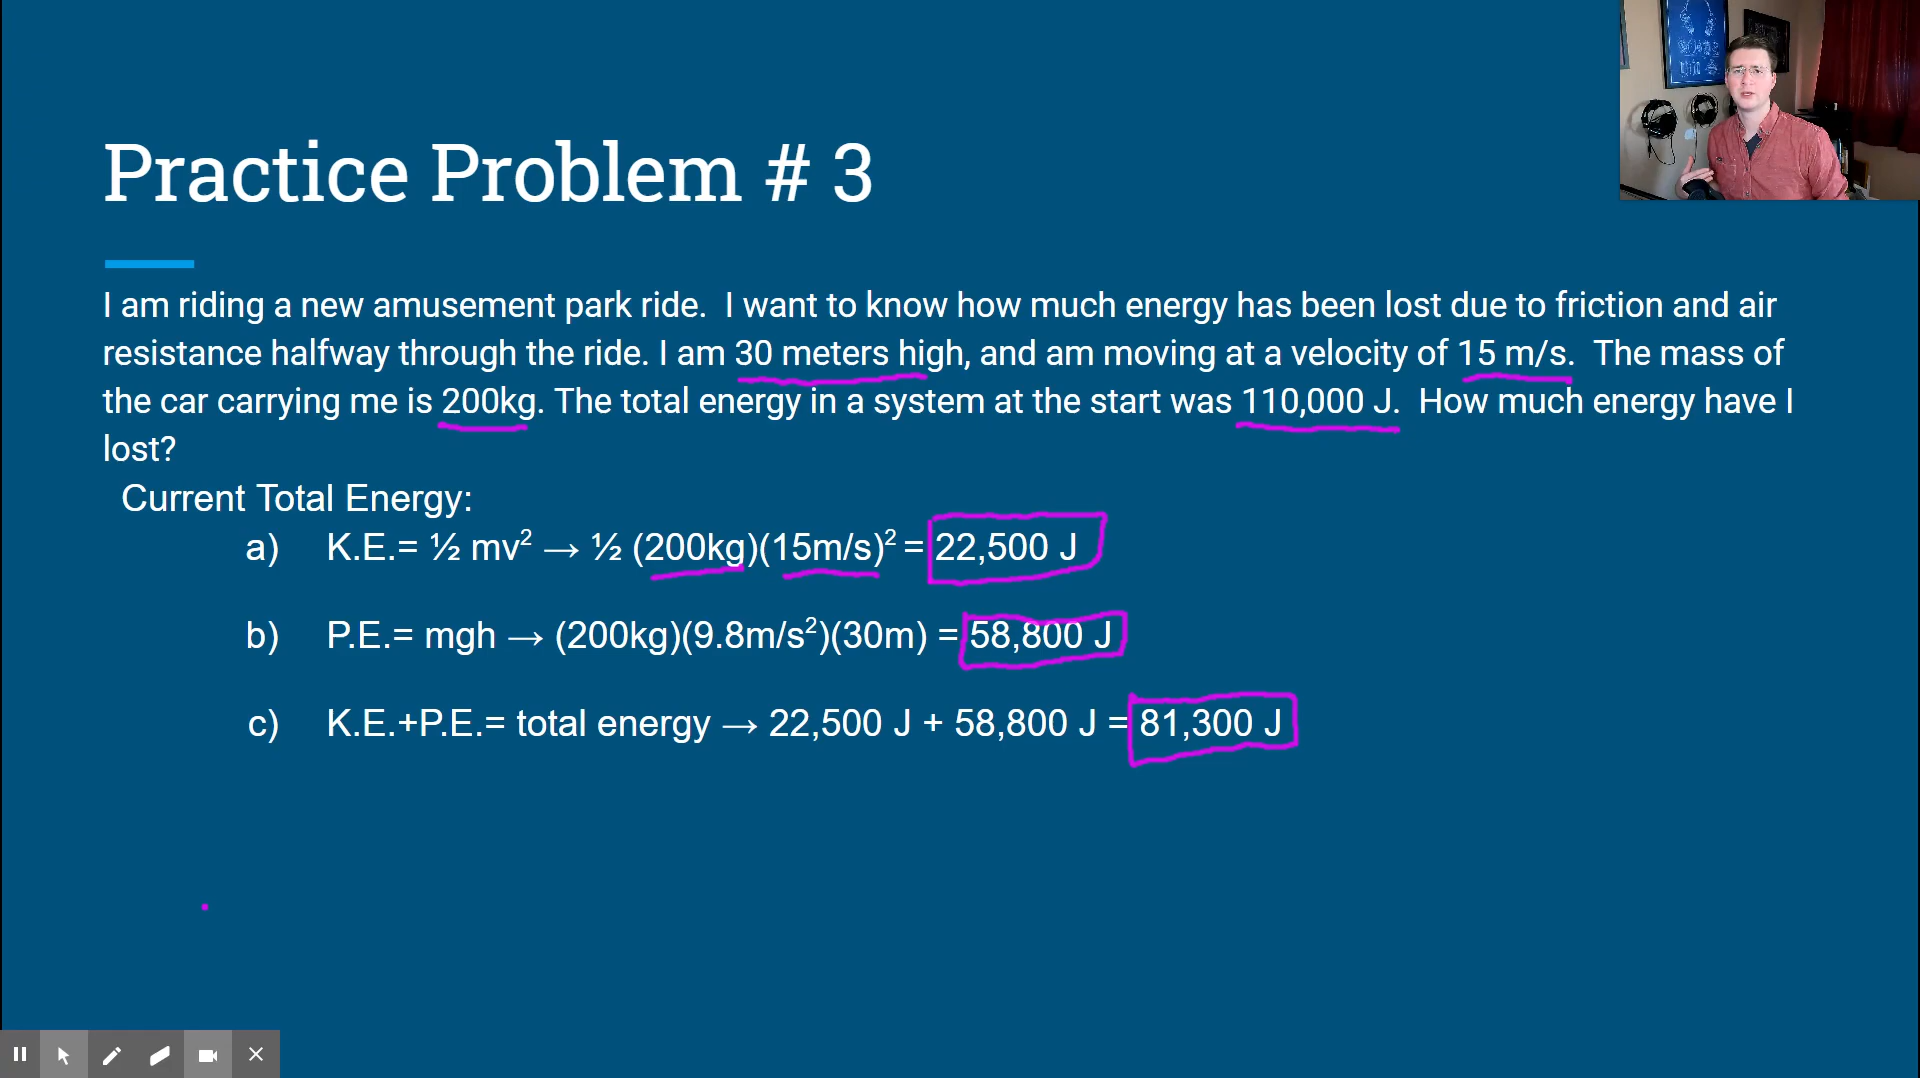 Practice Problem # 3
I am riding a new amusement park ride.  I want to know how much energy has been lost due to friction and air
resistance halfway through the ride. I am 30 meters high, and am moving at a velocity of 15 m/s.  The mass of
the car carrying me is 200kg. The total energy in a system at the start was 110,000 J.  How much energy have I
lost?
Current Total Energy:
a) K.E.= ½ mv² → ½ (200kg)(15m/s)² = 22,500 J
b) P.E.= mgh → (200kg)(9.8m/s²)(30m) = 58,800 J
c) K.E.+P.E.= total energy → 22,500 J + 58,800 J = 81,300 J